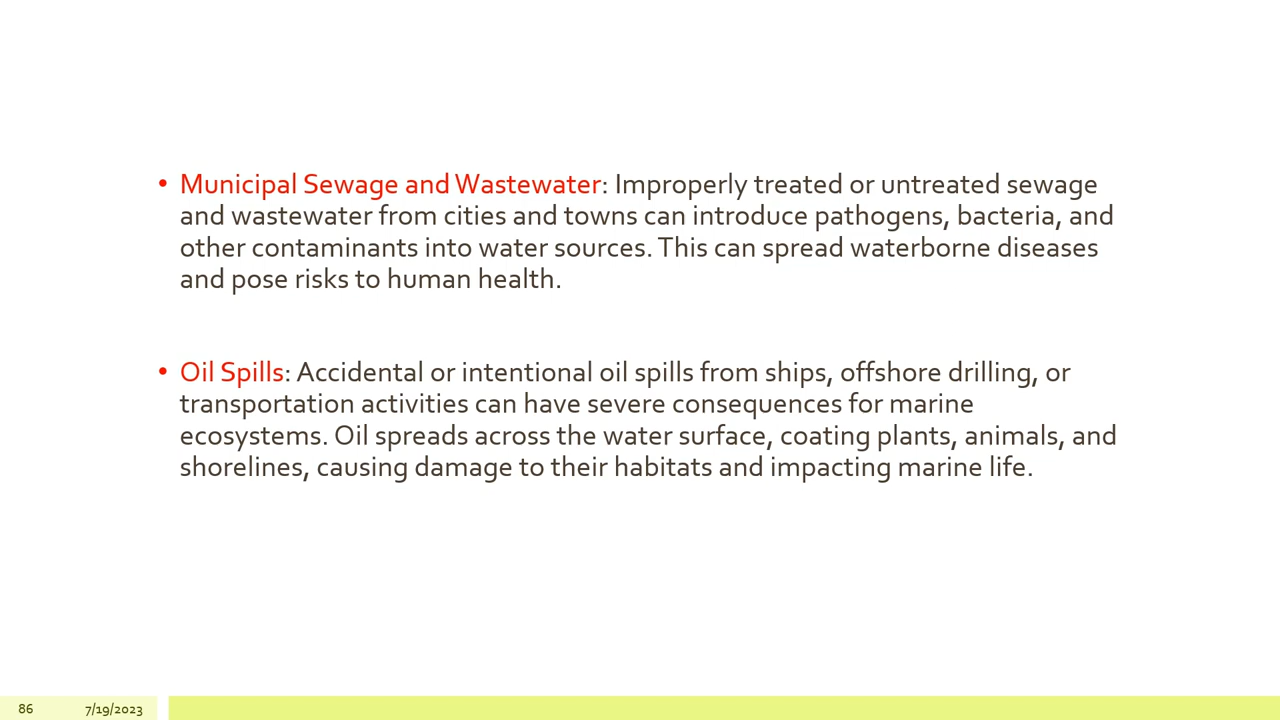 • Municipal Sewage and Wastewater: Improperly treated or untreated sewage
and wastewater from cities and towns can introduce pathogens, bacteria, and
other contaminants into water sources. This can spread waterborne diseases
and pose risks to human health.
• Oil Spills: Accidental or intentional oil spills from ships, offshore drilling, or
transportation activities can have severe consequences for marine
ecosystems. Oil spreads across the water surface, coating plants, animals, and
shorelines, causing damage to their habitats and impacting marine life.
86 7/19/2023